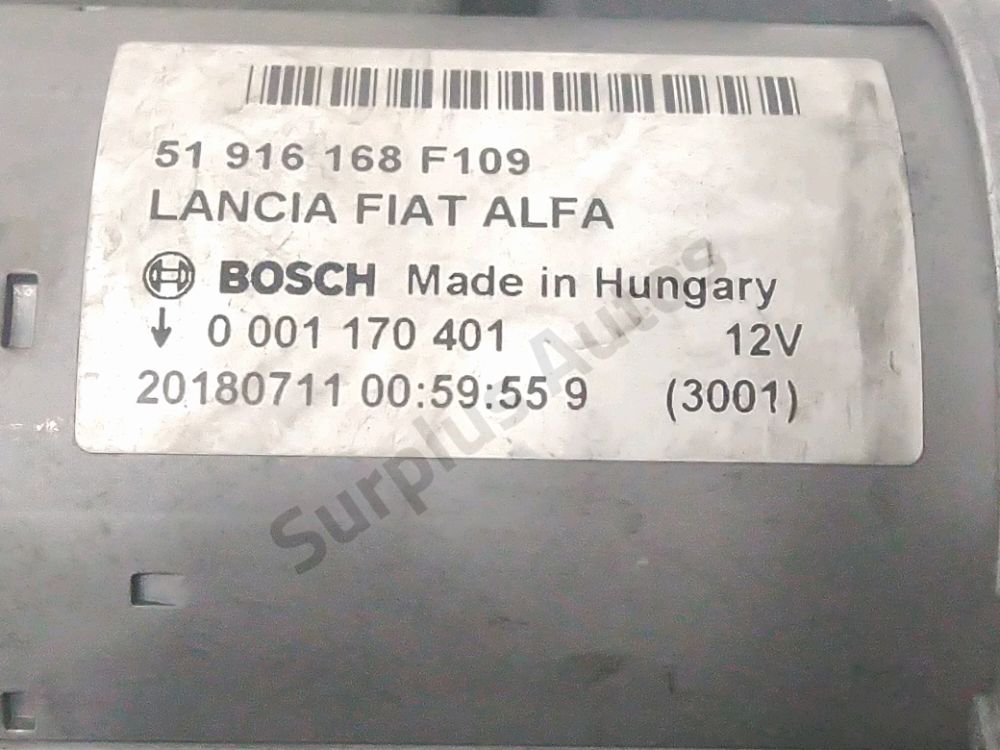 51 916 168 F109
LANCIA FIAT ALFA
BOSCH Made in Hungary
↓ 0 001 170 401 12V
20180711 00:59:55 9 (3001)
Surplus Autos